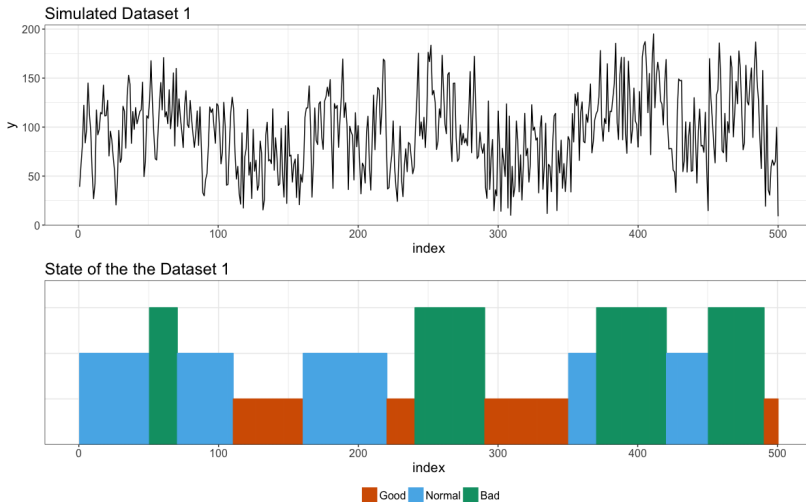 Simulated Dataset 1
200
150
100
50
0
y
0 100 200 300 400 500
index
State of the the Dataset 1
0 100 200 300 400 500
index
Good Normal Bad